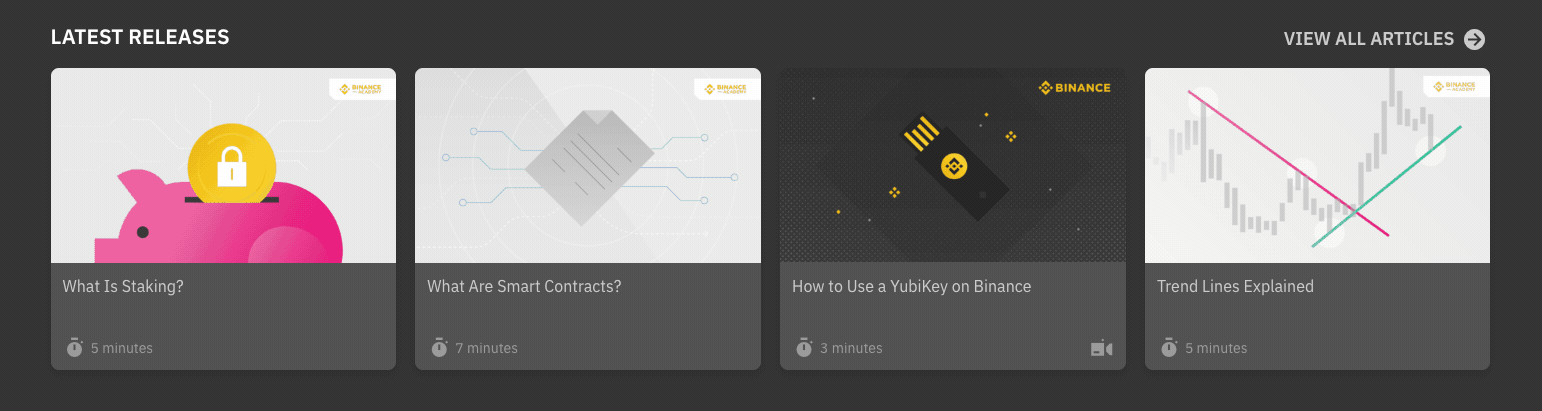 LATEST RELEASES
VIEW ALL ARTICLES
BINANCE
ACADEMY
BINANCE
ACADEMY
BINANCE
BINANCE
ACADEMY
What Is Staking?
What Are Smart Contracts?
How to Use a YubiKey on Binance
Trend Lines Explained
5 minutes
7 minutes
3 minutes
5 minutes